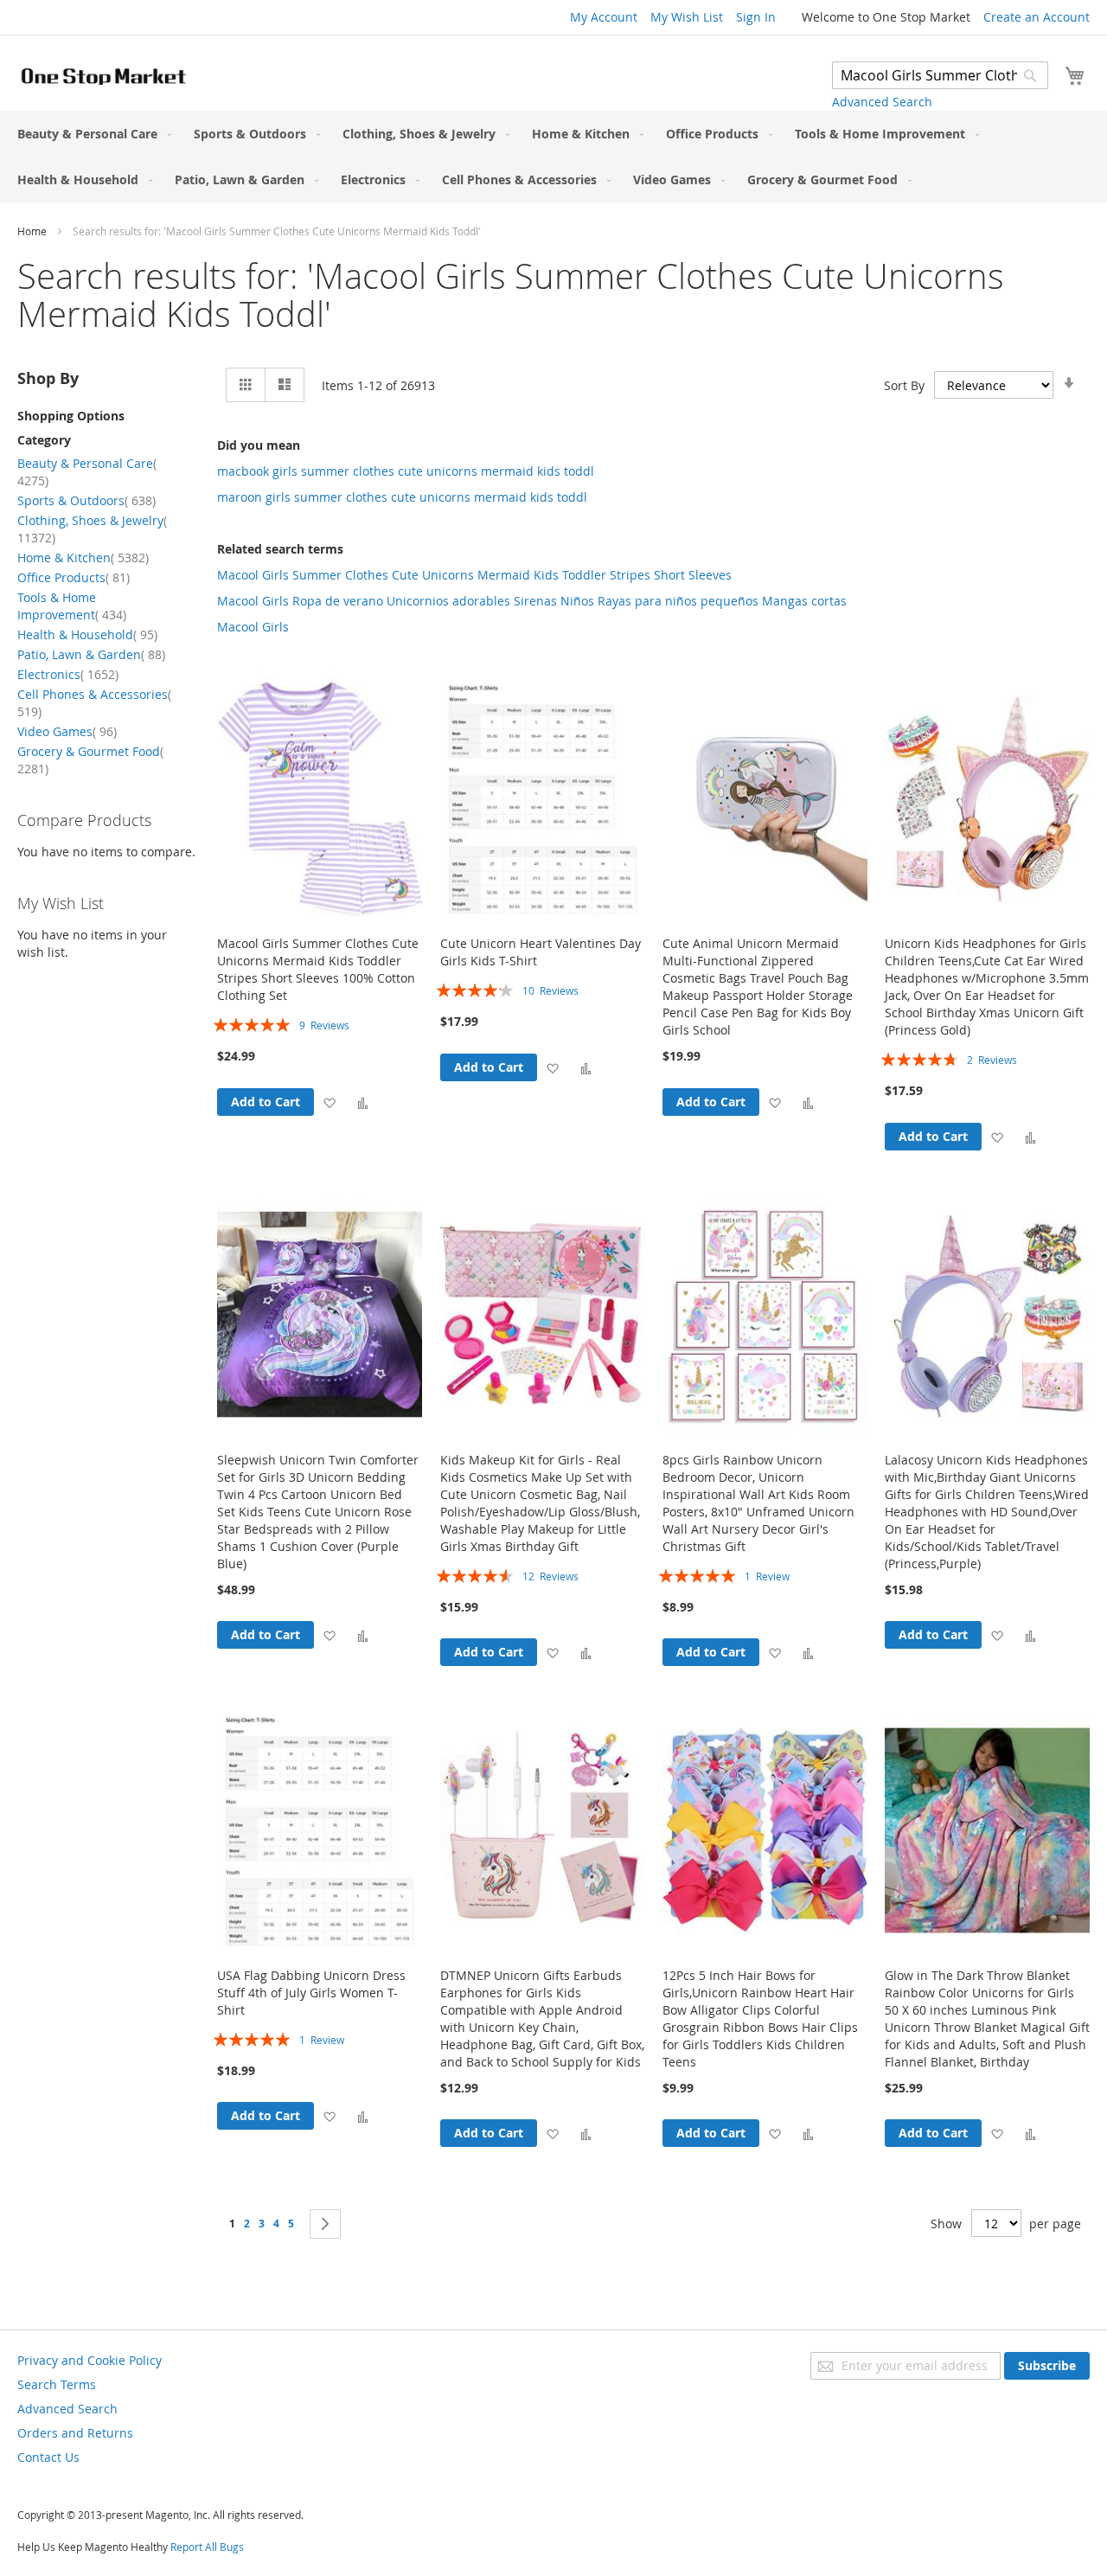 My Account My Wish List Sign In Welcome to One Stop Market Create an Account
One Stop Market
Macool Girls Summer Cloth
Advanced Search
Beauty & Personal Care Sports & Outdoors Clothing, Shoes & Jewelry Home & Kitchen Office Products Tools & Home Improvement
Health & Household Patio, Lawn & Garden Electronics Cell Phones & Accessories Video Games Grocery & Gourmet Food
Home Search results for: 'Macool Girls Summer Clothes Cute Unicorns Mermaid Kids Toddl'
Search results for: 'Macool Girls Summer Clothes Cute Unicorns
Mermaid Kids Toddl'
Shop By
Shopping Options
Category
Beauty & Personal Care(
4275)
Sports & Outdoors( 638)
Clothing, Shoes & Jewelry(
11372)
Home & Kitchen( 5382)
Office Products( 81)
Tools & Home
Improvement( 434)
Health & Household( 95)
Patio, Lawn & Garden( 88)
Electronics( 1652)
Cell Phones & Accessories(
519)
Video Games( 96)
Grocery & Gourmet Food(
2281)
Compare Products
You have no items to compare.
My Wish List
You have no items in your
wish list.
Items 1-12 of 26913
Sort By Relevance
Did you mean
macbook girls summer clothes cute unicorns mermaid kids toddl
maroon girls summer clothes cute unicorns mermaid kids toddl
Related search terms
Macool Girls Summer Clothes Cute Unicorns Mermaid Kids Toddler Stripes Short Sleeves
Macool Girls Ropa de verano Unicornios adorables Sirenas Niños Rayas para niños pequeños Mangas cortas
Macool Girls
Macool Girls Summer Clothes Cute
Unicorns Mermaid Kids Toddler
Stripes Short Sleeves 100% Cotton
Clothing Set
9 Reviews
$24.99
Add to Cart
Sizing Chart: T-Shirts
Cute Unicorn Heart Valentines Day
Girls Kids T-Shirt
10 Reviews
$17.99
Add to Cart
Cute Animal Unicorn Mermaid
Multi-Functional Zippered
Cosmetic Bags Travel Pouch Bag
Makeup Passport Holder Storage
Pencil Case Pen Bag for Kids Boy
Girls School
$19.99
Add to Cart
Unicorn Kids Headphones for Girls
Children Teens,Cute Cat Ear Wired
Headphones w/Microphone 3.5mm
Jack, Over On Ear Headset for
School Birthday Xmas Unicorn Gift
(Princess Gold)
2 Reviews
$17.59
Add to Cart
Sleepwish Unicorn Twin Comforter
Set for Girls 3D Unicorn Bedding
Twin 4 Pcs Cartoon Unicorn Bed
Set Kids Teens Cute Unicorn Rose
Star Bedspreads with 2 Pillow
Shams 1 Cushion Cover (Purple
Blue)
$48.99
Add to Cart
Kids Makeup Kit for Girls - Real
Kids Cosmetics Make Up Set with
Cute Unicorn Cosmetic Bag, Nail
Polish/Eyeshadow/Lip Gloss/Blush,
Washable Play Makeup for Little
Girls Xmas Birthday Gift
12 Reviews
$15.99
Add to Cart
8pcs Girls Rainbow Unicorn
Bedroom Decor, Unicorn
Inspirational Wall Art Kids Room
Posters, 8x10" Unframed Unicorn
Wall Art Nursery Decor Girl's
Christmas Gift
1 Review
$8.99
Add to Cart
Lalacosy Unicorn Kids Headphones
with Mic,Birthday Giant Unicorns
Gifts for Girls Children Teens,Wired
Headphones with HD Sound,Over
On Ear Headset for
Kids/School/Kids Tablet/Travel
(Princess,Purple)
$15.98
Add to Cart
Sizing Chart: T-Shirts
USA Flag Dabbing Unicorn Dress
Stuff 4th of July Girls Women T-
Shirt
1 Review
$18.99
Add to Cart
DTMNEP Unicorn Gifts Earbuds
Earphones for Girls Kids
Compatible with Apple Android
with Unicorn Key Chain,
Headphone Bag, Gift Card, Gift Box,
and Back to School Supply for Kids
$12.99
Add to Cart
12Pcs 5 Inch Hair Bows for
Girls,Unicorn Rainbow Heart Hair
Bow Alligator Clips Colorful
Grosgrain Ribbon Bows Hair Clips
for Girls Toddlers Kids Children
Teens
$9.99
Add to Cart
Glow in The Dark Throw Blanket
Rainbow Color Unicorns for Girls
50 X 60 inches Luminous Pink
Unicorn Throw Blanket Magical Gift
for Kids and Adults, Soft and Plush
Flannel Blanket, Birthday
$25.99
Add to Cart
1 2 3 4 5
Show 12 per page
Privacy and Cookie Policy
Search Terms
Advanced Search
Orders and Returns
Contact Us
Enter your email address Subscribe
Copyright © 2013-present Magento, Inc. All rights reserved.
Help Us Keep Magento Healthy Report All Bugs